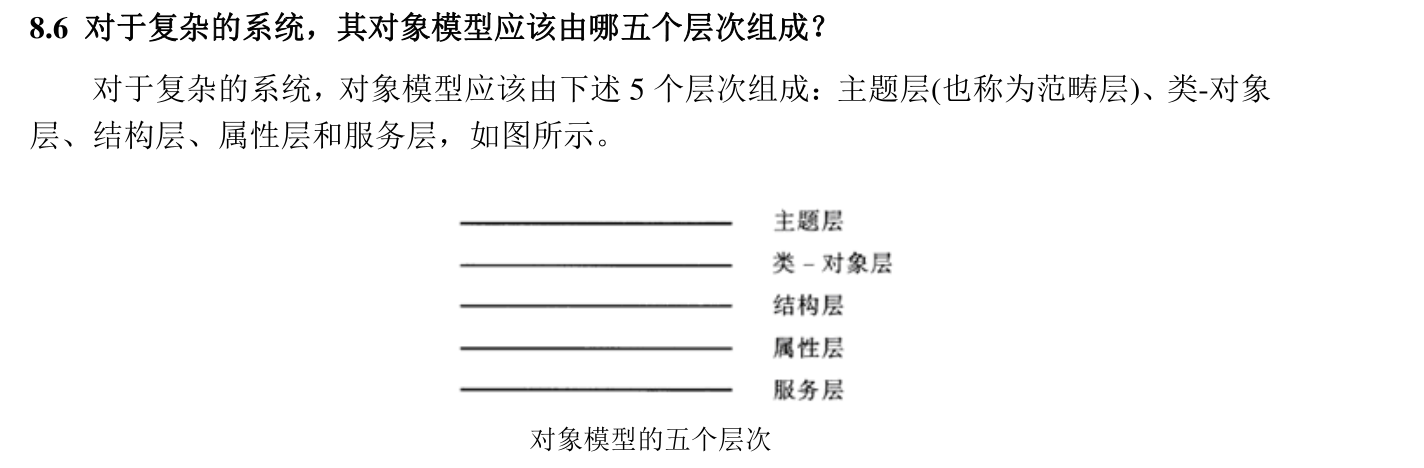 8.6 对于复杂的系统，其对象模型应该由哪五个层次组成？
对于复杂的系统，对象模型应该由下述 5 个层次组成：主题层(也称为范畴层)、类-对象
层、结构层、属性层和服务层，如图所示。
主题层
类 – 对象层
结构层
属性层
服务层
对象模型的五个层次